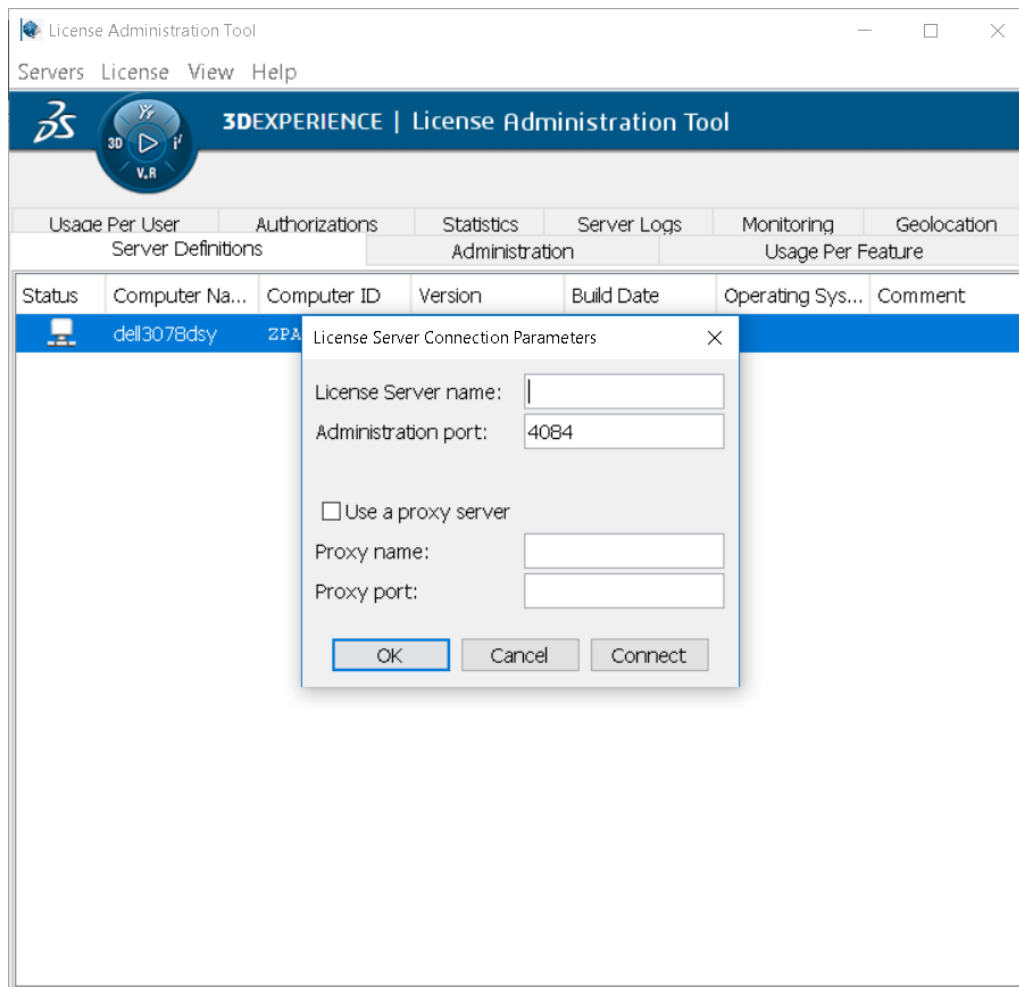 License Administration Tool
Servers License View Help
3DEXPERIENCE | License Administration Tool
3D
V.R
Usage Per User Authorizations Statistics Server Logs Monitoring Geolocation
Server Definitions Administration Usage Per Feature
Status Computer Na... Computer ID Version Build Date Operating Sys... Comment
dell3078dsy ZPA
License Server Connection Parameters
License Server name:
Administration port: 4084
Use a proxy server
Proxy name:
Proxy port:
OK Cancel Connect